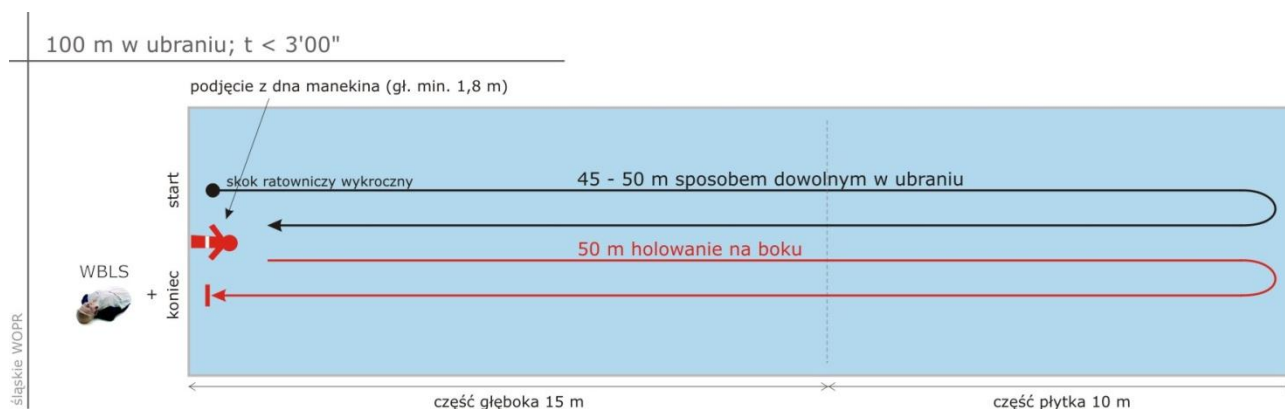 100 m w ubraniu; t < 3'00"
podjęcie z dna manekina (gł. min. 1,8 m)
start
skok ratowniczy wykroczny
45 - 50 m sposobem dowolnym w ubraniu
50 m holowanie na boku
WBLS
+
koniec
śląskie WOPR
część głęboka 15 m
część płytka 10 m